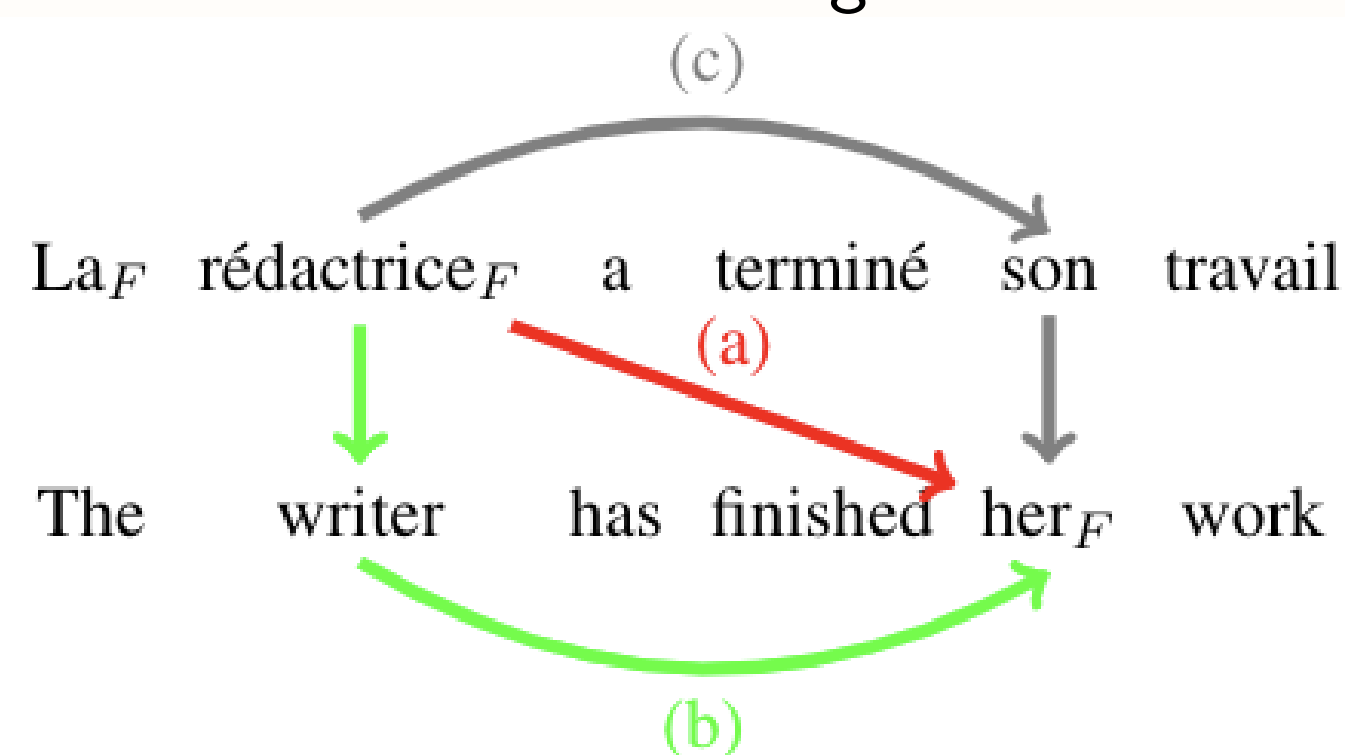 (c)
La_F rédactrice_F a terminé son travail
(a)
The writer has finished her_F work
(b)